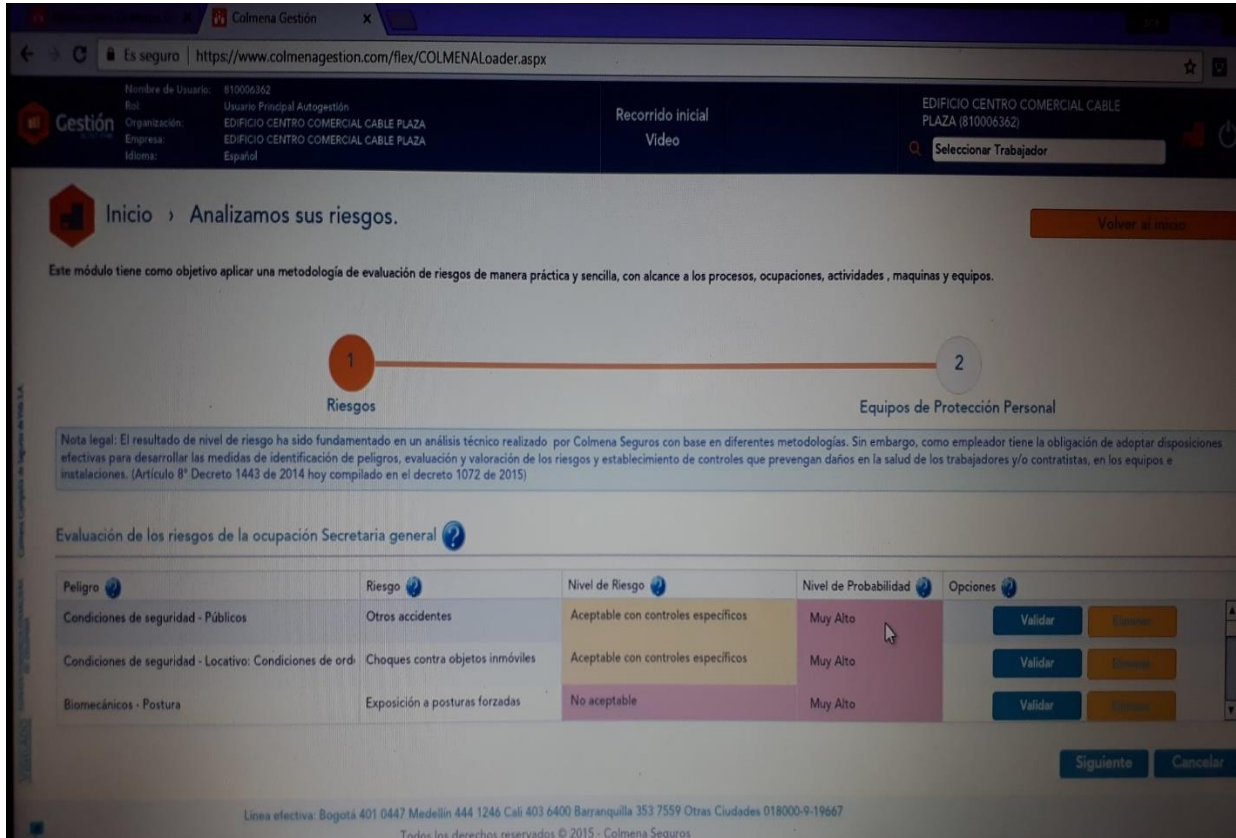 Colmena Gestión
Es seguro | https://www.colmenagestion.com/flex/COLMENALoader.aspx
Gestión
Nombre de Usuario: 810006362
Rol: Usuario Principal Autogestión
Organización: EDIFICIO CENTRO COMERCIAL CABLE PLAZA
Empresa: EDIFICIO CENTRO COMERCIAL CABLE PLAZA
Idioma: Español
Recorrido inicial
Video
EDIFICIO CENTRO COMERCIAL CABLE
PLAZA (810006362)
Seleccionar Trabajador
Inicio › Analizamos sus riesgos.
Volver al inicio
Este módulo tiene como objetivo aplicar una metodología de evaluación de riesgos de manera práctica y sencilla, con alcance a los procesos, ocupaciones, actividades , maquinas y equipos.
1
2
Riesgos
Equipos de Protección Personal
Nota legal: El resultado de nivel de riesgo ha sido fundamentado en un análisis técnico realizado por Colmena Seguros con base en diferentes metodologías. Sin embargo, como empleador tiene la obligación de adoptar disposiciones
efectivas para desarrollar las medidas de identificación de peligros, evaluación y valoración de los riesgos y establecimiento de controles que prevengan daños en la salud de los trabajadores y/o contratistas, en los equipos e
instalaciones. (Artículo 8° Decreto 1443 de 2014 hoy compilado en el decreto 1072 de 2015)
Evaluación de los riesgos de la ocupación Secretaria general
Peligro Riesgo Nivel de Riesgo Nivel de Probabilidad Opciones
Condiciones de seguridad - Públicos Otros accidentes Aceptable con controles específicos Muy Alto Validar Eliminar
Condiciones de seguridad - Locativo: Condiciones de ord Choques contra objetos inmóviles Aceptable con controles específicos Muy Alto Validar Eliminar
Biomecánicos - Postura Exposición a posturas forzadas No aceptable Muy Alto Validar Eliminar
Siguiente Cancelar
Línea efectiva: Bogotá 401 0447 Medellín 444 1246 Cali 403 6400 Barranquilla 353 7559 Otras Ciudades 018000-9-19667
Todos los derechos reservados © 2015 - Colmena Seguros
Colmena Compañía de Seguros de Vida S.A.
VIGILADO